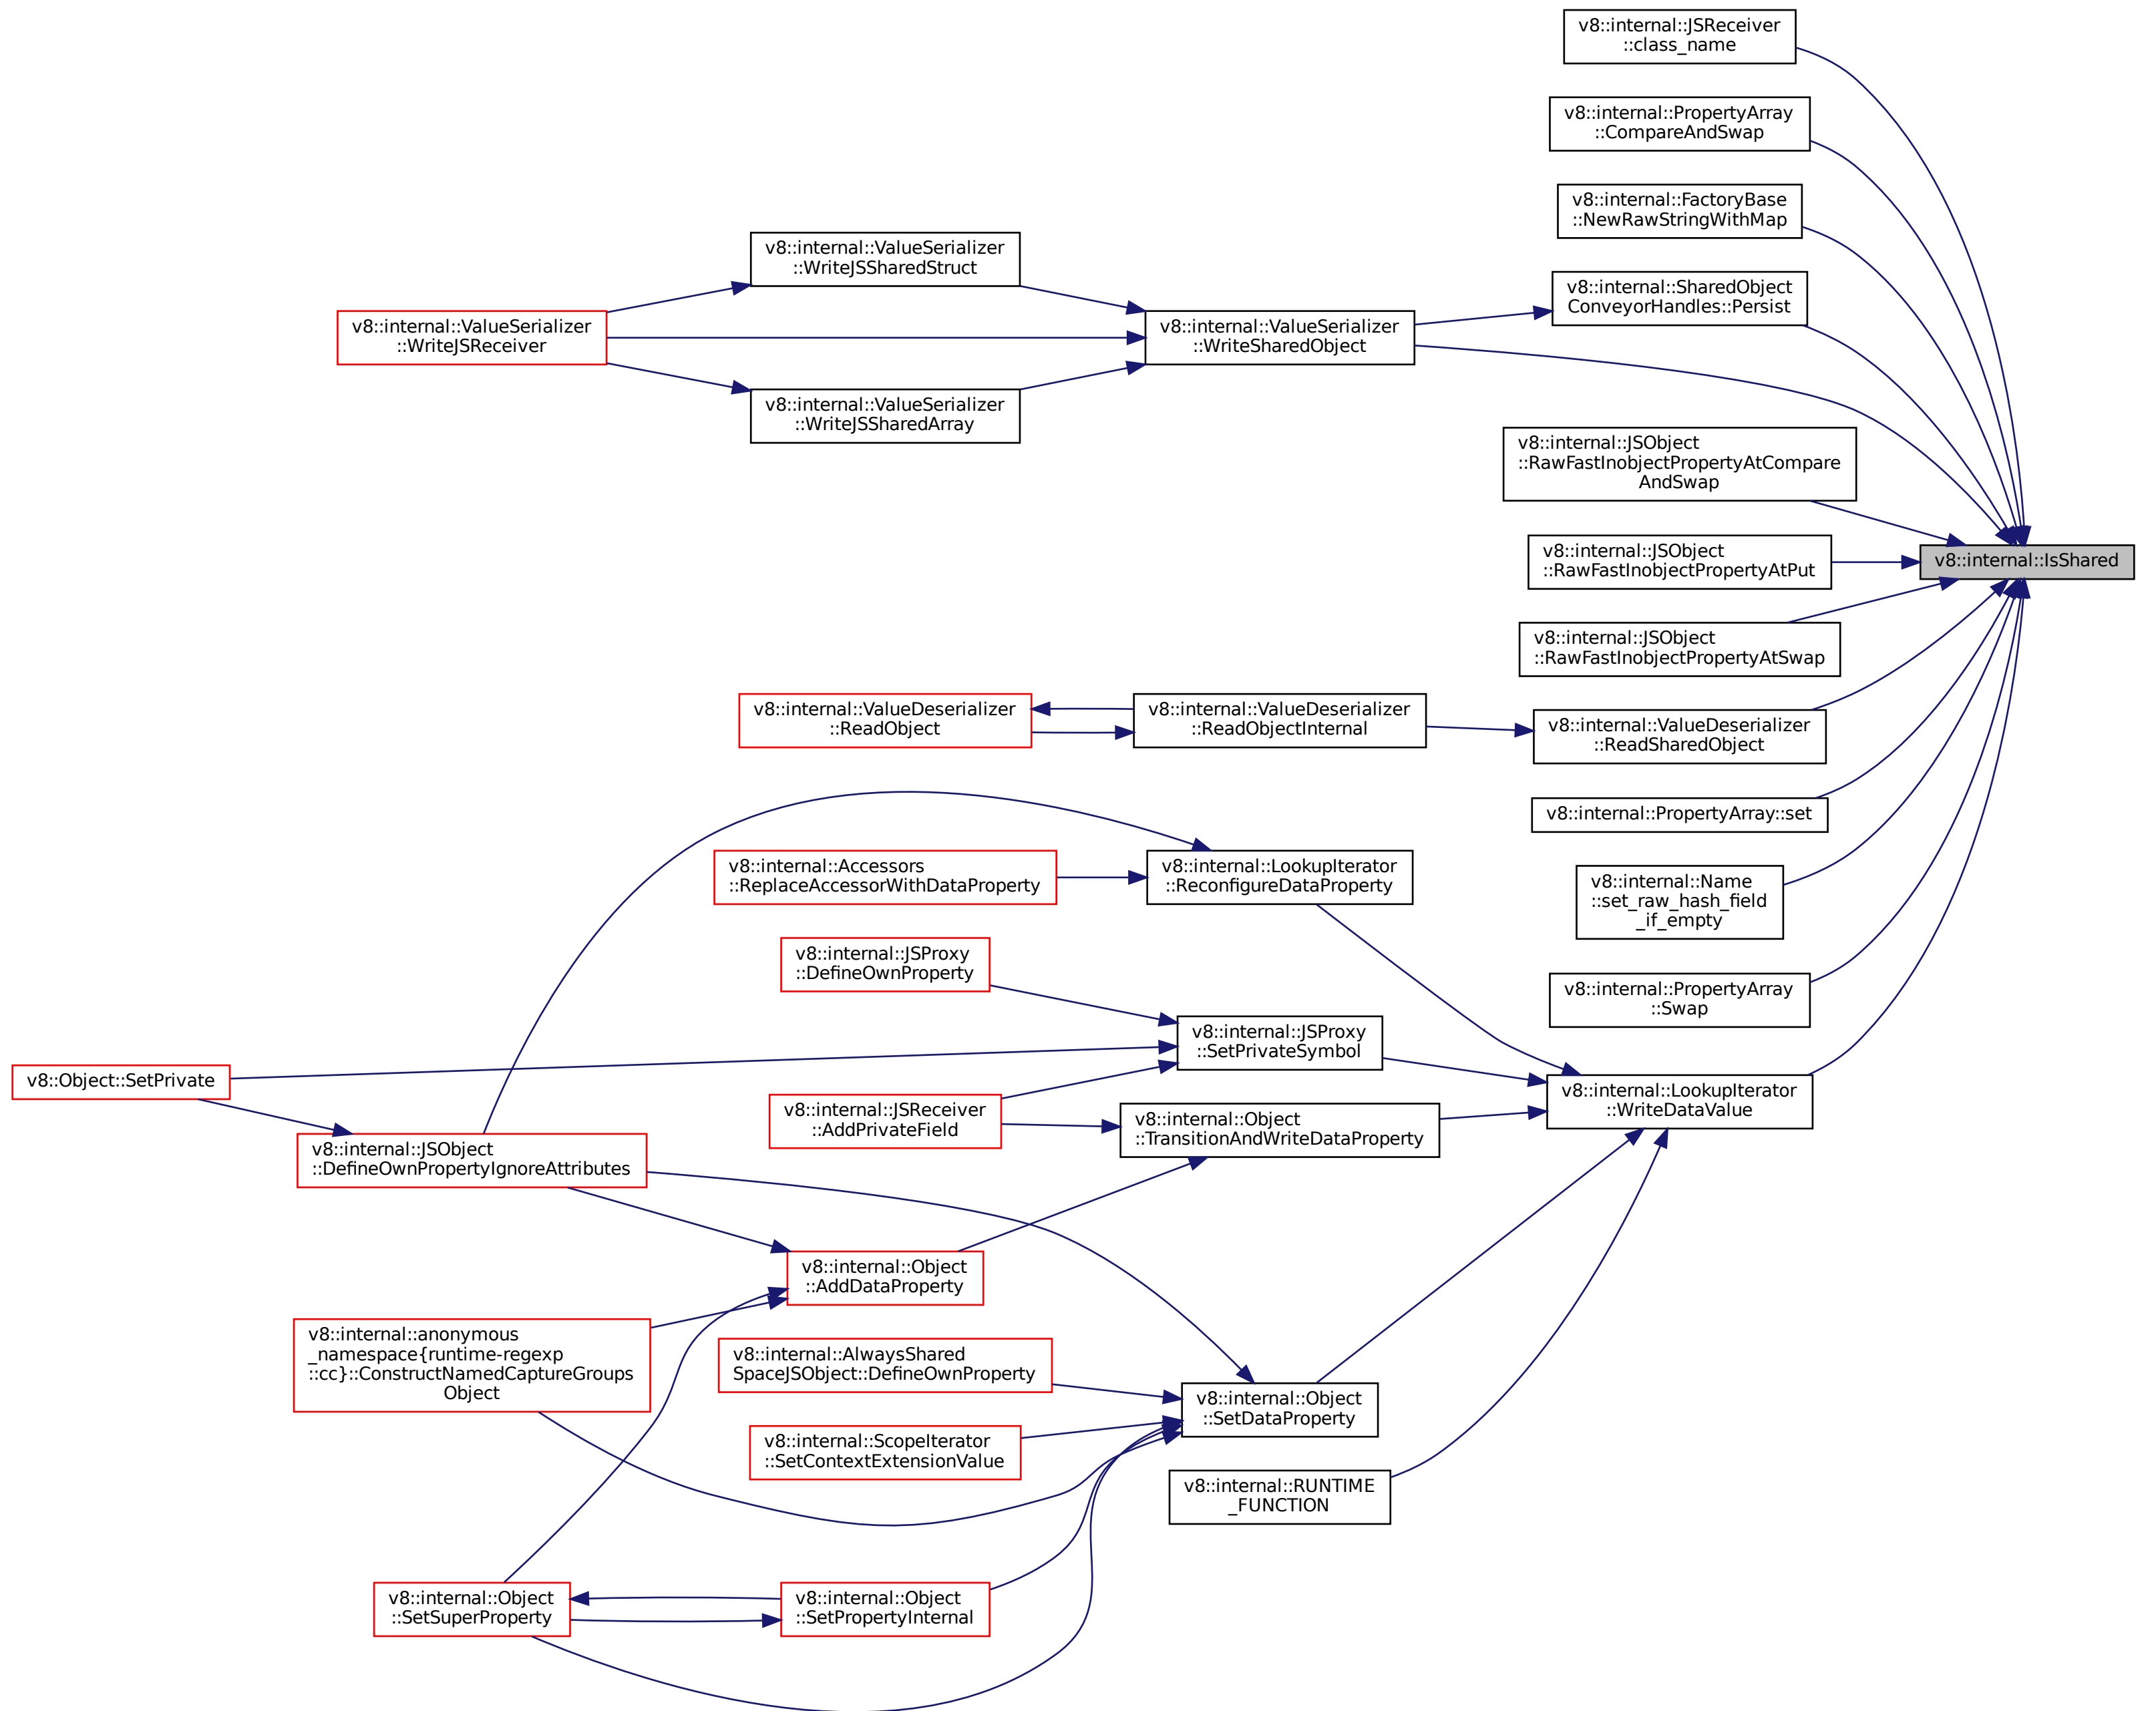 v8::internal::JSReceiver
::class_name
v8::internal::PropertyArray
::CompareAndSwap
v8::internal::FactoryBase
::NewRawStringWithMap
v8::internal::ValueSerializer
::WriteJSSharedStruct
v8::internal::SharedObject
ConveyorHandles::Persist
v8::internal::ValueSerializer
::WriteJSReceiver
v8::internal::ValueSerializer
::WriteSharedObject
v8::internal::ValueSerializer
::WriteJSSharedArray
v8::internal::JSObject
::RawFastInobjectPropertyAtCompare
AndSwap
v8::internal::IsShared
v8::internal::JSObject
::RawFastInobjectPropertyAtPut
v8::internal::JSObject
::RawFastInobjectPropertyAtSwap
v8::internal::ValueDeserializer
::ReadObject
v8::internal::ValueDeserializer
::ReadObjectInternal
v8::internal::ValueDeserializer
::ReadSharedObject
v8::internal::PropertyArray::set
v8::internal::Accessors
::ReplaceAccessorWithDataProperty
v8::internal::LookupIterator
::ReconfigureDataProperty
v8::internal::Name
::set_raw_hash_field
_if_empty
v8::internal::JSProxy
::DefineOwnProperty
v8::internal::PropertyArray
::Swap
v8::internal::JSProxy
::SetPrivateSymbol
v8::Object::SetPrivate
v8::internal::LookupIterator
::WriteDataValue
v8::internal::JSReceiver
::AddPrivateField
v8::internal::Object
::TransitionAndWriteDataProperty
v8::internal::JSObject
::DefineOwnPropertyIgnoreAttributes
v8::internal::Object
::AddDataProperty
v8::internal::anonymous
_namespace{runtime-regexp
::cc}::ConstructNamedCaptureGroups
Object
v8::internal::AlwaysShared
SpaceJSObject::DefineOwnProperty
v8::internal::Object
::SetDataProperty
v8::internal::ScopeIterator
::SetContextExtensionValue
v8::internal::RUNTIME
_FUNCTION
v8::internal::Object
::SetSuperProperty
v8::internal::Object
::SetPropertyInternal